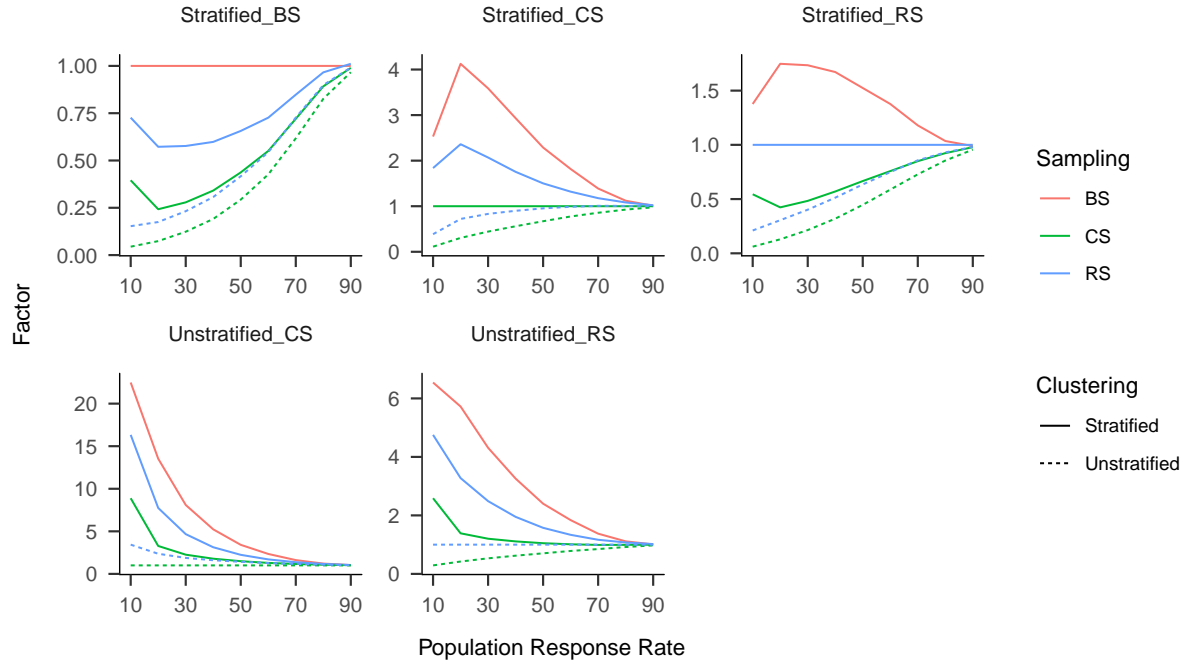 Stratified_BS Stratified_CS Stratified_RS
1.00
0.75
0.50
0.25
0.00
10 30 50 70 90
4
3
2
1
0
10 30 50 70 90
1.5
1.0
0.5
0.0
10 30 50 70 90
Unstratified_CS Unstratified_RS
20
15
10
5
0
10 30 50 70 90
6
4
2
0
10 30 50 70 90
Factor
Population Response Rate
Sampling
BS
CS
RS
Clustering
Stratified
Unstratified